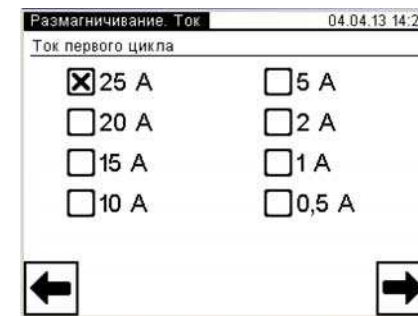 Размагничивание. Ток 04.04.13 14:2
Ток первого цикла
25 А 5 А
20 А 2 А
15 А 1 А
10 А 0,5 А